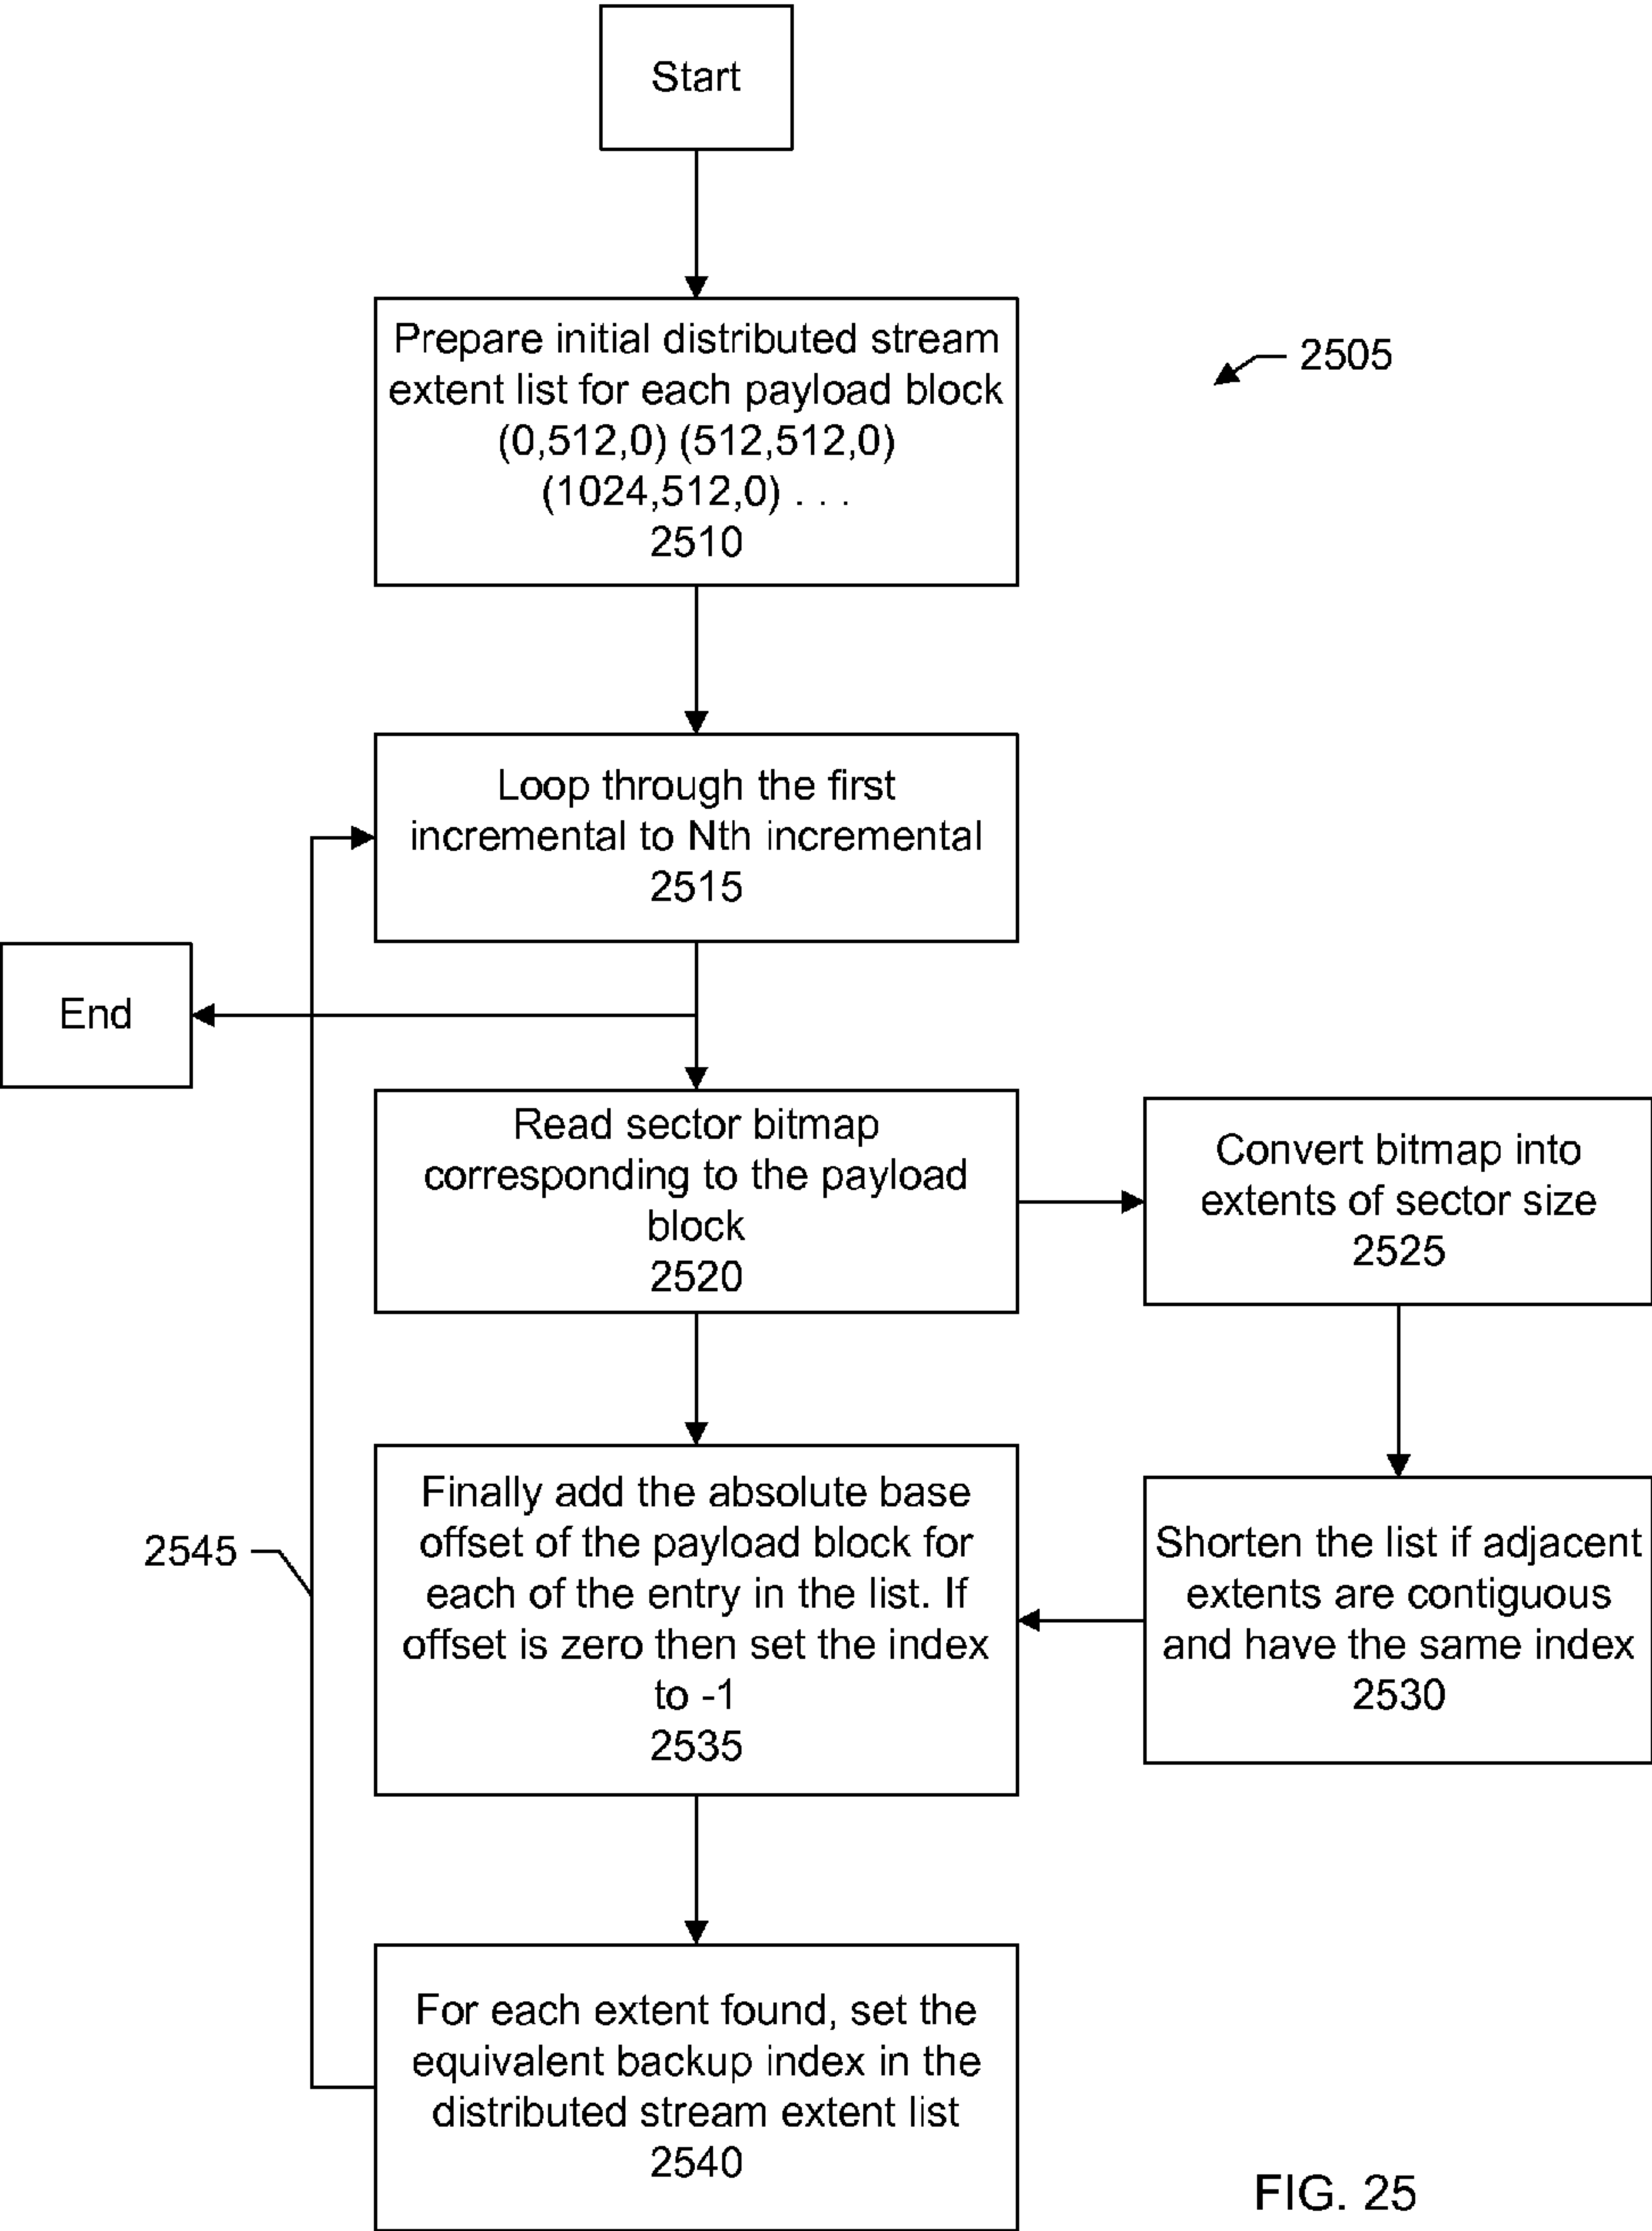 Start
Prepare initial distributed stream
extent list for each payload block
(0,512,0) (512,512,0)
(1024,512,0) . . .
2510
2505
Loop through the first
incremental to Nth incremental
2515
End
Read sector bitmap
corresponding to the payload
block
2520
Convert bitmap into
extents of sector size
2525
Shorten the list if adjacent
extents are contiguous
and have the same index
2530
Finally add the absolute base
offset of the payload block for
each of the entry in the list. If
offset is zero then set the index
to -1
2535
2545
For each extent found, set the
equivalent backup index in the
distributed stream extent list
2540
FIG. 25